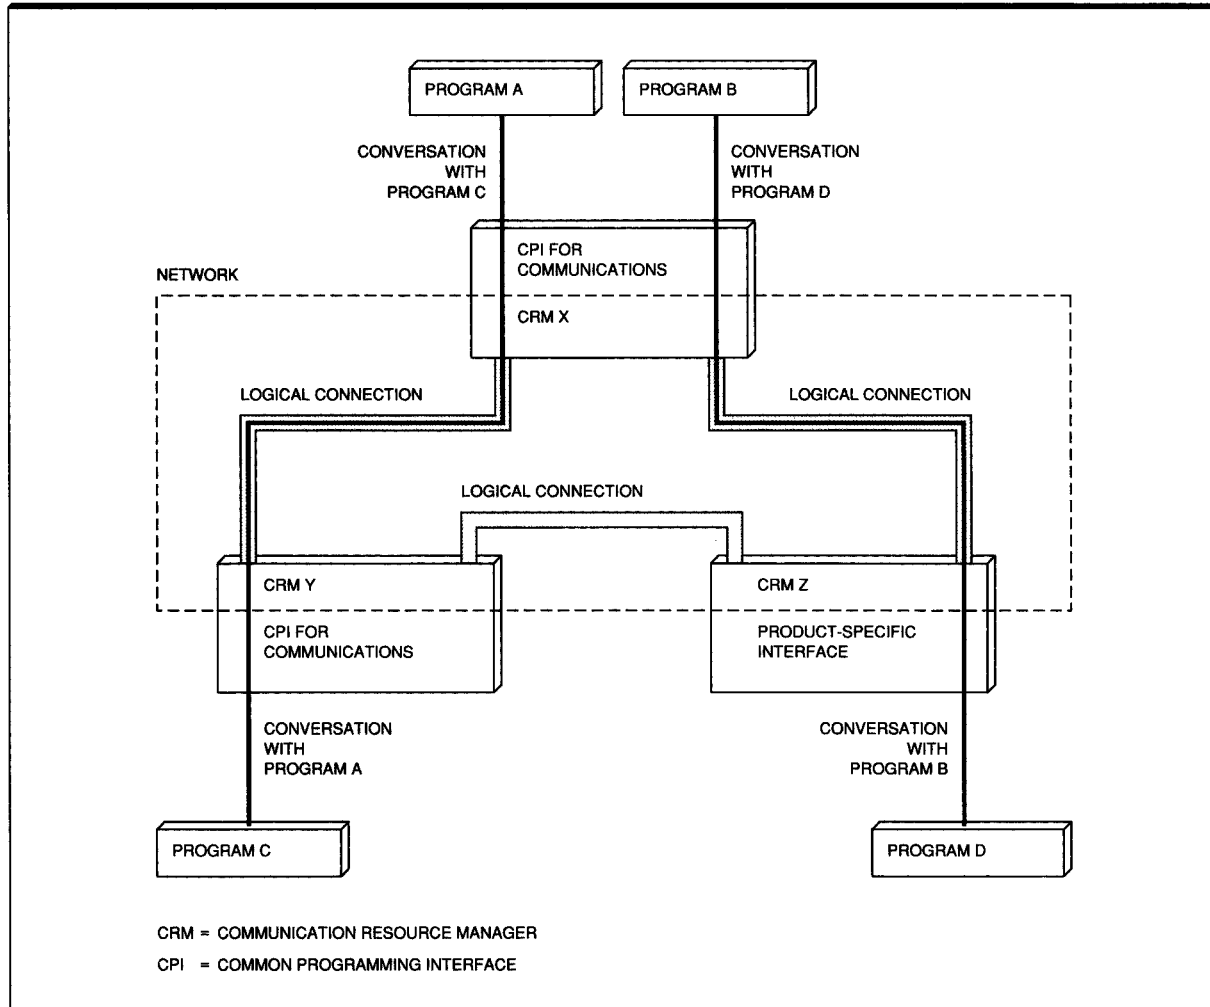 PROGRAM A
PROGRAM B
CONVERSATION
WITH
PROGRAM C
CONVERSATION
WITH
PROGRAM D
CPI FOR
COMMUNICATIONS
NETWORK
CRM X
LOGICAL CONNECTION
LOGICAL CONNECTION
LOGICAL CONNECTION
CRM Y
CPI FOR
COMMUNICATIONS
CRM Z
PRODUCT-SPECIFIC
INTERFACE
CONVERSATION
WITH
PROGRAM A
CONVERSATION
WITH
PROGRAM B
PROGRAM C
PROGRAM D
CRM = COMMUNICATION RESOURCE MANAGER
CPI = COMMON PROGRAMMING INTERFACE